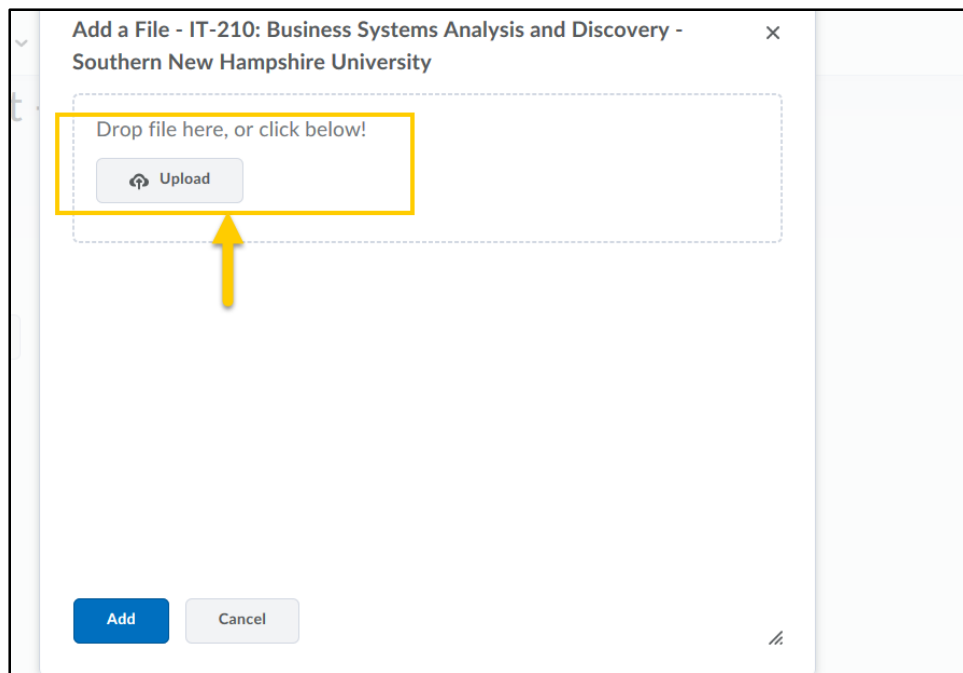 Add a File - IT-210: Business Systems Analysis and Discovery -
Southern New Hampshire University
Drop file here, or click below!
Upload
Add
Cancel